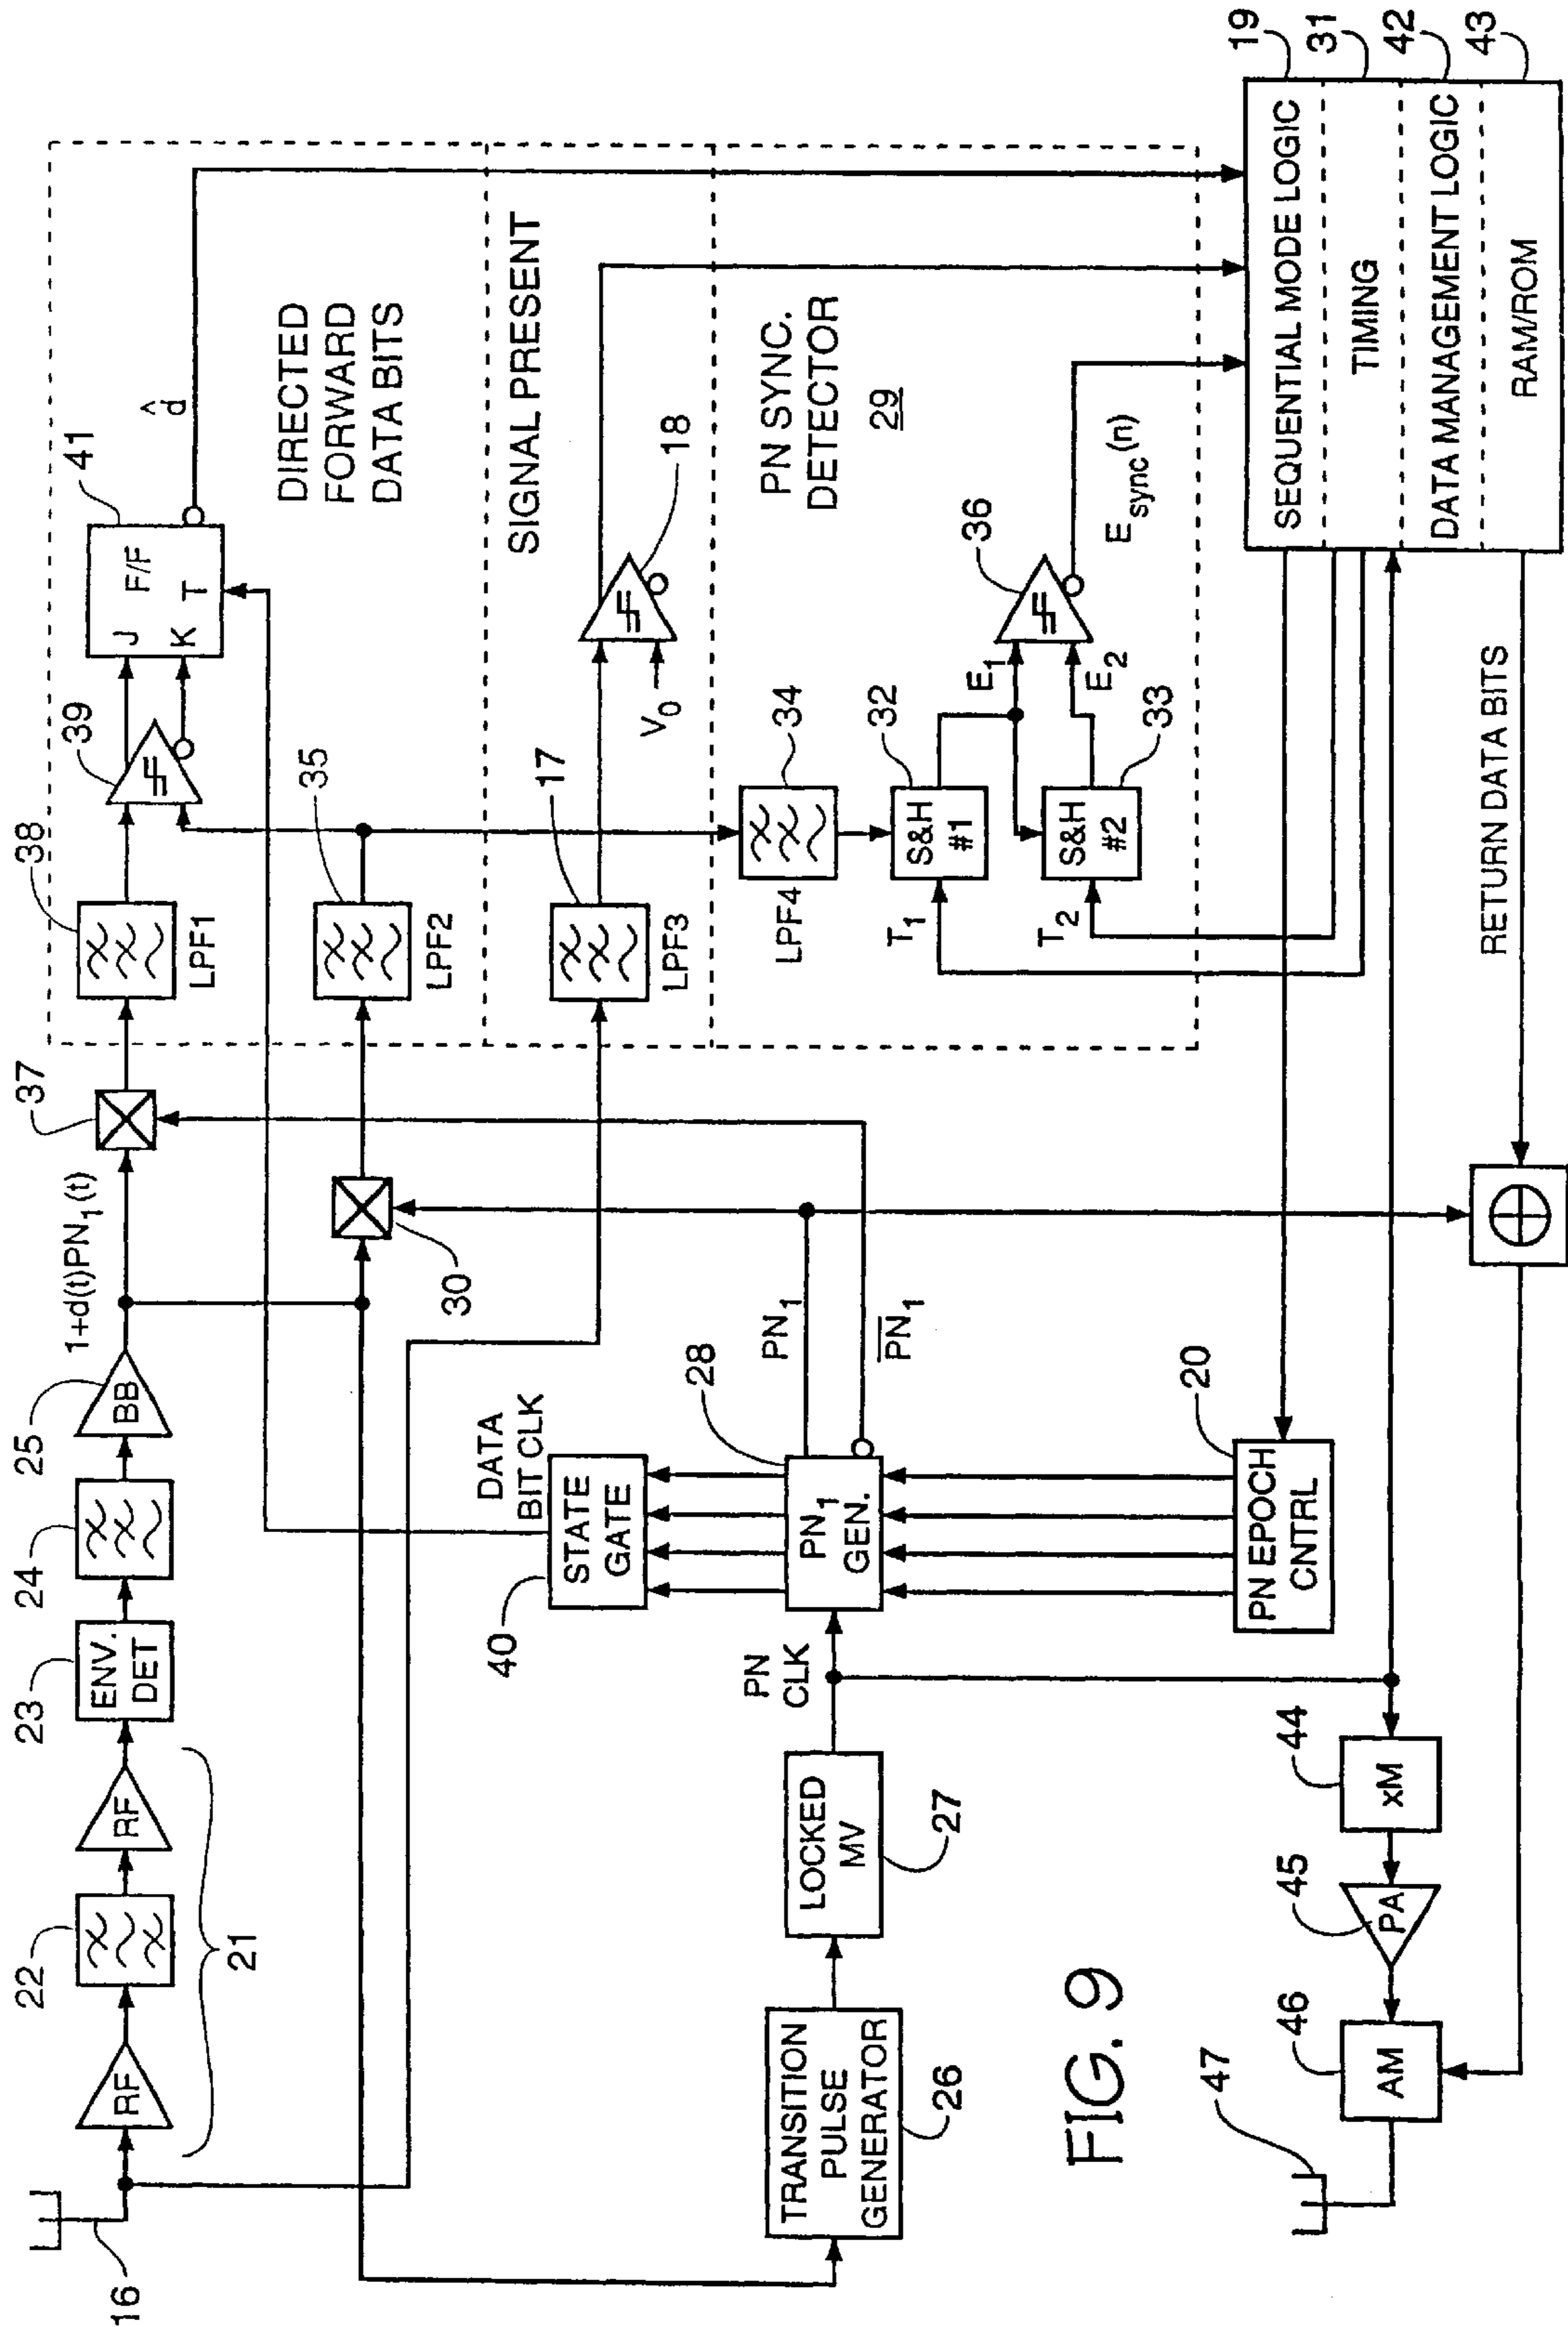 16
RF
22
RF
21
23
ENV.
DET
24
25
BB
1+d(t)PN1(t)
37
38
LPF1
39
41
J
K
F/F
T
d̂
DIRECTED
FORWARD
DATA BITS
30
35
LPF2
17
LPF3
V0
18
SIGNAL PRESENT
DATA
BIT CLK
STATE
GATE
40
TRANSITION
PULSE
GENERATOR
26
LOCKED
MV
27
PN
CLK
PN1
GEN.
28
PN1
P̅N̅1
34
LPF4
PN SYNC.
DETECTOR
29
T1
S&H
#1
32
E1
T2
S&H
#2
33
E2
36
Esync(n)
PN EPOCH
CNTRL
20
SEQUENTIAL MODE LOGIC
19
TIMING
31
DATA MANAGEMENT LOGIC
42
RAM/ROM
43
47
AM
46
PA
45
xM
44
RETURN DATA BITS
FIG. 9